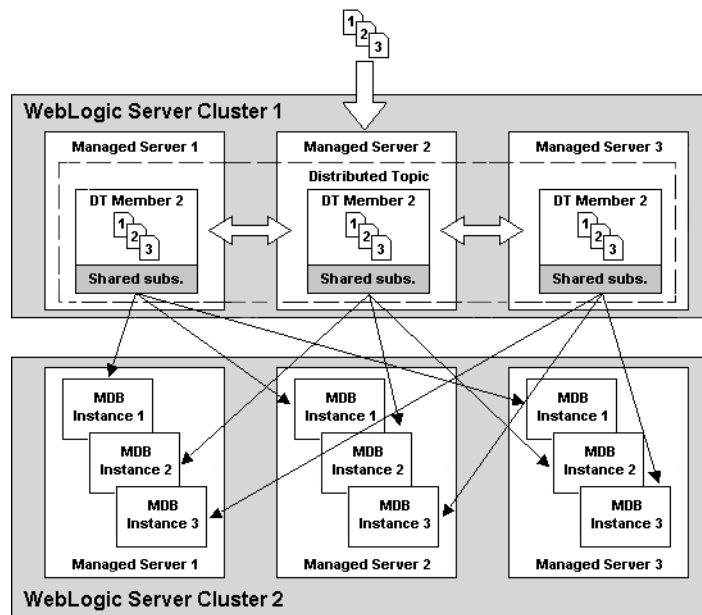 1
2
3
WebLogic Server Cluster 1
Managed Server 1
Managed Server 2
Managed Server 3
Distributed Topic
DT Member 2
1
2
3
Shared subs.
DT Member 2
1
2
3
Shared subs.
DT Member 2
1
2
3
Shared subs.
MDB
Instance 1
MDB
Instance 2
MDB
Instance 3
Managed Server 1
MDB
Instance 1
MDB
Instance 2
MDB
Instance 3
Managed Server 2
MDB
Instance 1
MDB
Instance 2
MDB
Instance 3
Managed Server 3
WebLogic Server Cluster 2